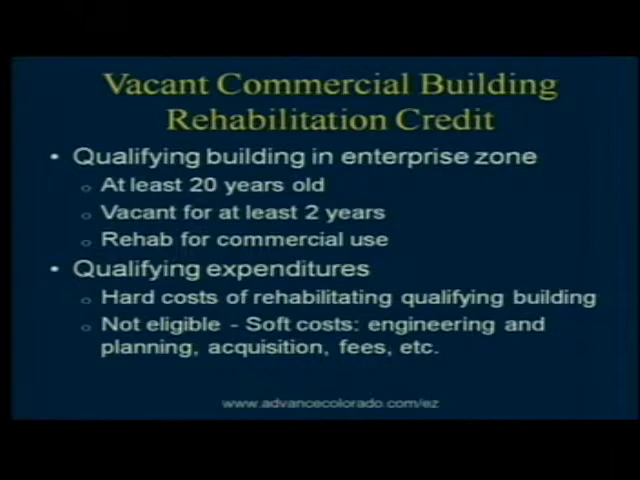 Vacant Commercial Building
Rehabilitation Credit
• Qualifying building in enterprise zone
o At least 20 years old
o Vacant for at least 2 years
o Rehab for commercial use
• Qualifying expenditures
o Hard costs of rehabilitating qualifying building
o Not eligible - Soft costs: engineering and
planning, acquisition, fees, etc.
www.advancecolorado.com/ez